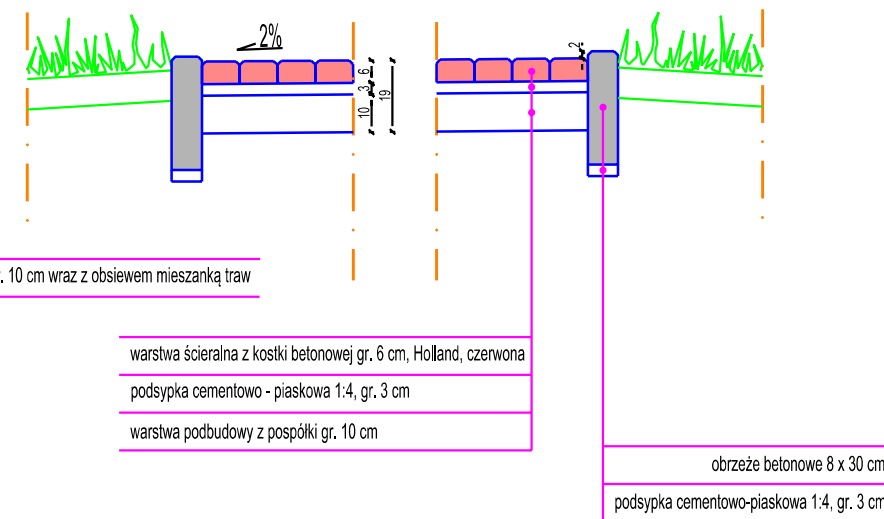 2%
2
6
3
10
19
. 10 cm wraz z obsiewem mieszanką traw
warstwa ścieralna z kostki betonowej gr. 6 cm, Holland, czerwona
podsypka cementowo - piaskowa 1:4, gr. 3 cm
warstwa podbudowy z pospółki gr. 10 cm
obrzeże betonowe 8 x 30 cm
podsypka cementowo-piaskowa 1:4, gr. 3 cm